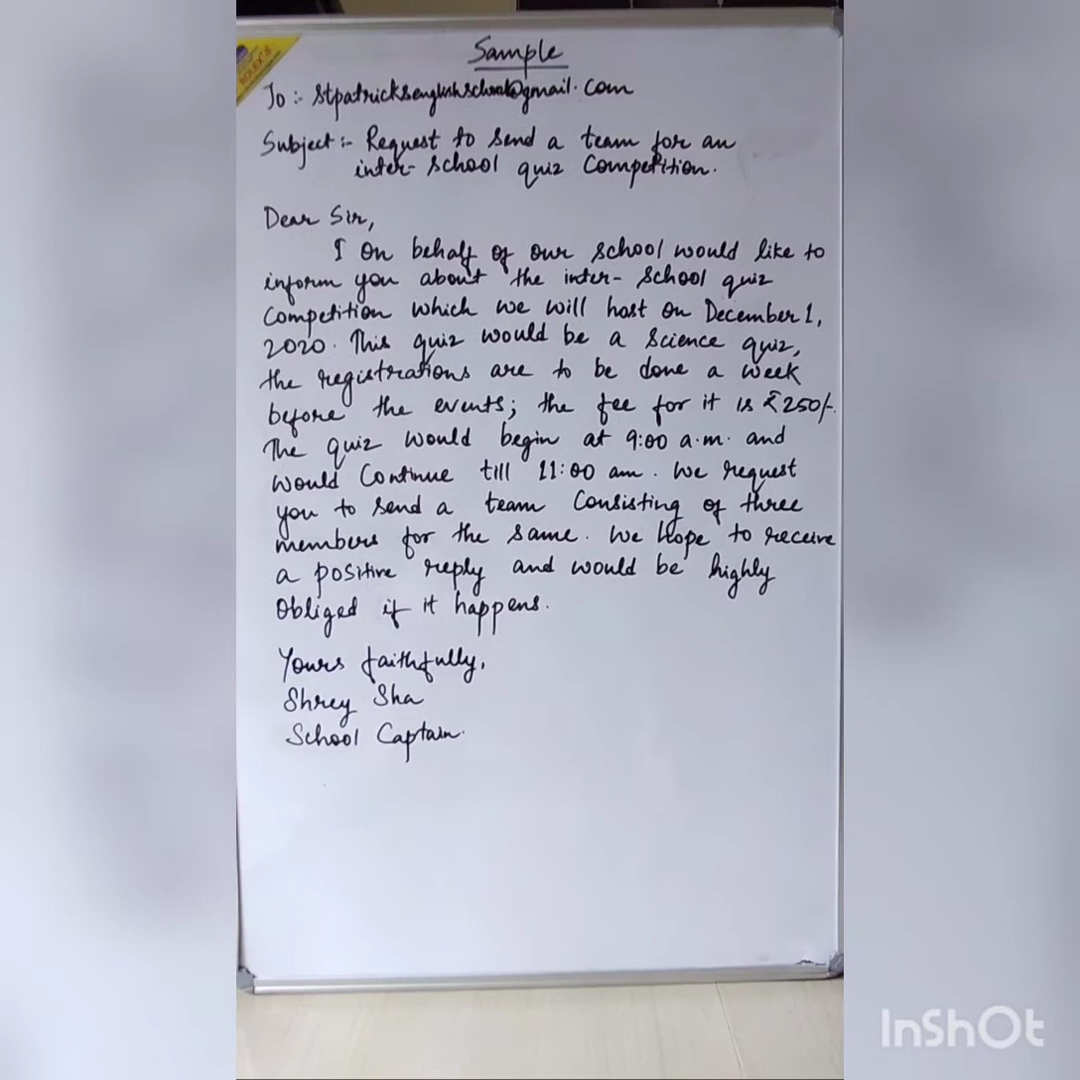 ROLEX
Sample
To :- stpatricksenglishschool@gmail.com
Subject :- Request to send a team for an
inter-school quiz Competition.
Dear Sir,
I on behalf of our school would like to
inform you about the inter-school quiz
Competition which we will host on December 1,
2020. This quiz would be a Science quiz,
the registrations are to be done a week
before the events; the fee for it is ₹250/-.
The quiz would begin at 9:00 a.m. and
would Continue till 11:00 am. We request
you to send a team Consisting of three
members for the same. We Hope to receive
a positive reply and would be highly
Obliged if it happens.
Yours faithfully,
Shrey Sha
School Captain.
InShOt